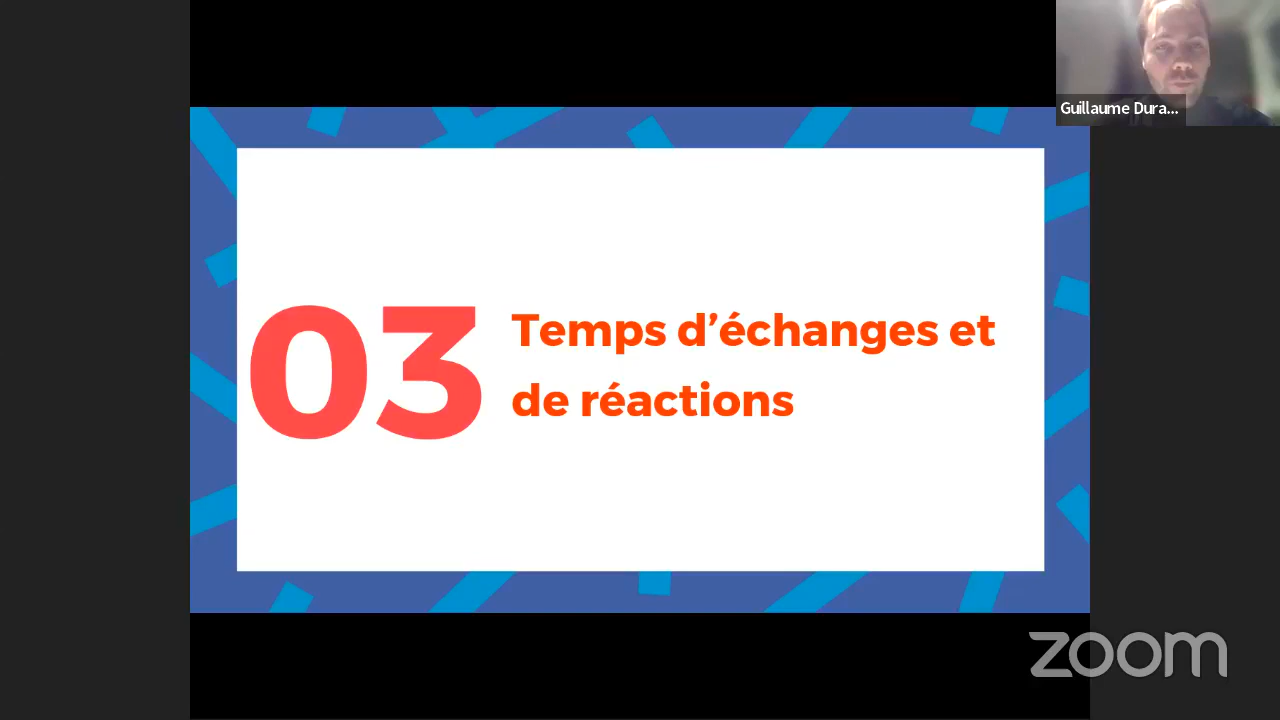 Guillaume Dura...
03
Temps d’échanges et
de réactions
zoom